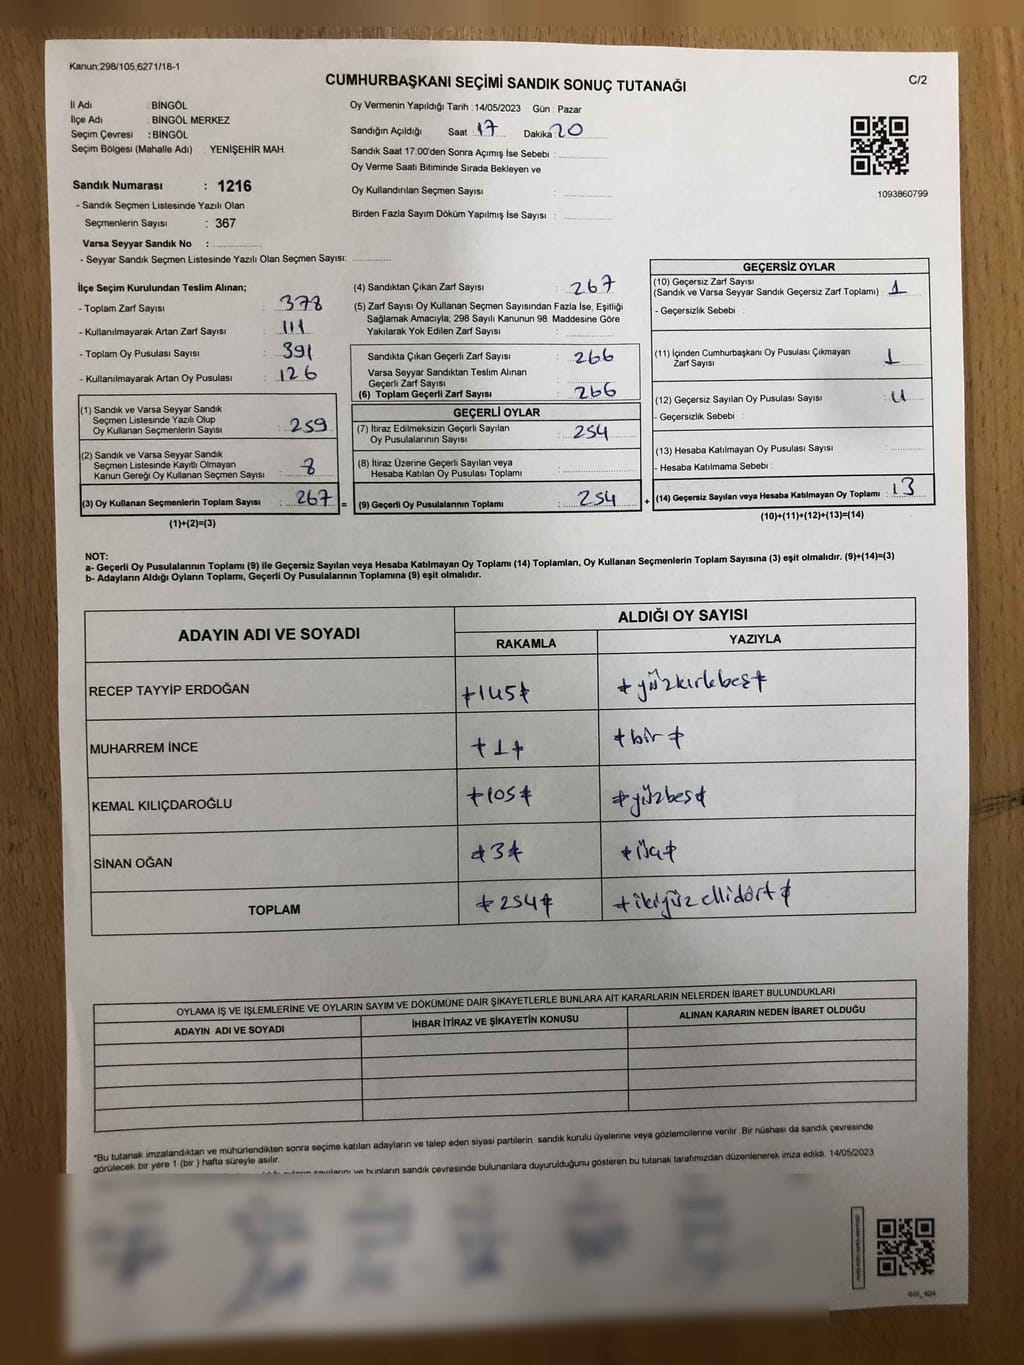 Kanun:298/105,6271/18-1
CUMHURBAŞKANI SEÇİMİ SANDIK SONUÇ TUTANAĞI
C/2
İl Adı : BİNGÖL
İlçe Adı : BİNGÖL MERKEZ
Seçim Çevresi : BİNGÖL
Seçim Bölgesi (Mahalle Adı) YENİŞEHİR MAH.
Sandık Numarası : 1216
- Sandık Seçmen Listesinde Yazılı Olan
Seçmenlerin Sayısı : 367
Varsa Seyyar Sandık No :
- Seyyar Sandık Seçmen Listesinde Yazılı Olan Seçmen Sayısı:
Oy Vermenin Yapıldığı Tarih :14/05/2023 Gün : Pazar
Sandığın Açıldığı Saat : 17 Dakika: 20
Sandık Saat 17:00'den Sonra Açımış İse Sebebi :
Oy Verme Saati Bitiminde Sırada Bekleyen ve
Oy Kullandırılan Seçmen Sayısı :
Birden Fazla Sayım Döküm Yapılmış İse Sayısı :
1093860799
İlçe Seçim Kurulundan Teslim Alınan;
- Toplam Zarf Sayısı : 378
- Kullanılmayarak Artan Zarf Sayısı : 111
- Toplam Oy Pusulası Sayısı : 391
- Kullanılmayarak Artan Oy Pusulası : 126
(1) Sandık ve Varsa Seyyar Sandık
Seçmen Listesinde Yazılı Olup
Oy Kullanan Seçmenlerin Sayısı : 259
(2) Sandık ve Varsa Seyyar Sandık
Seçmen Listesinde Kayıtlı Olmayan
Kanun Gereği Oy Kullanan Seçmen Sayısı : 8
(3) Oy Kullanan Seçmenlerin Toplam Sayısı : 267 =
(1)+(2)=(3)
(4) Sandıktan Çıkan Zarf Sayısı : 267
(5) Zarf Sayısı Oy Kullanan Seçmen Sayısından Fazla İse, Eşitliği
Sağlamak Amacıyla, 298 Sayılı Kanunun 98. Maddesine Göre
Yakılarak Yok Edilen Zarf Sayısı :
Sandıkta Çıkan Geçerli Zarf Sayısı : 266
Varsa Seyyar Sandıktan Teslim Alınan
Geçerli Zarf Sayısı :
(6) Toplam Geçerli Zarf Sayısı : 266
GEÇERLİ OYLAR
(7) İtiraz Edilmeksizin Geçerli Sayılan
Oy Pusulalarının Sayısı : 254
(8) İtiraz Üzerine Geçerli Sayılan veya
Hesaba Katılan Oy Pusulası Toplamı :
(9) Geçerli Oy Pusulalarının Toplamı : 254 +
GEÇERSİZ OYLAR
(10) Geçersiz Zarf Sayısı
(Sandık ve Varsa Seyyar Sandık Geçersiz Zarf Toplamı) : 1
- Geçersizlik Sebebi :
(11) İçinden Cumhurbaşkanı Oy Pusulası Çıkmayan
Zarf Sayısı : 1
(12) Geçersiz Sayılan Oy Pusulası Sayısı :
- Geçersizlik Sebebi :
(13) Hesaba Katılmayan Oy Pusulası Sayısı :
- Hesaba Katılmama Sebebi :
(14) Geçersiz Sayılan veya Hesaba Katılmayan Oy Toplamı : 13
(10)+(11)+(12)+(13)=(14)
NOT:
a- Geçerli Oy Pusulalarının Toplamı (9) ile Geçersiz Sayılan veya Hesaba Katılmayan Oy Toplamı (14) Toplamları, Oy Kullanan Seçmenlerin Toplam Sayısına (3) eşit olmalıdır. (9)+(14)=(3)
b- Adayların Aldığı Oyların Toplamı, Geçerli Oy Pusulalarının Toplamına (9) eşit olmalıdır.
ADAYIN ADI VE SOYADI
ALDIĞI OY SAYISI
RAKAMLA YAZIYLA
RECEP TAYYİP ERDOĞAN 145 yüzkırkbeş
MUHARREM İNCE 1 bir
KEMAL KILIÇDAROĞLU 105 yüzbeş
SİNAN OĞAN 3 üç
TOPLAM 254 ikiyüzellidört
OYLAMA İŞ VE İŞLEMLERİNE VE OYLARIN SAYIM VE DÖKÜMÜNE DAİR ŞİKAYETLERLE BUNLARA AİT KARARLARIN NELERDEN İBARET BULUNDUKLARI
ADAYIN ADI VE SOYADI İHBAR İTİRAZ VE ŞİKAYETİN KONUSU ALINAN KARARIN NEDEN İBARET OLDUĞU
*Bu tutanak imzalandıktan ve mühürlendikten sonra seçime katılan adayların ve talep eden siyasi partilerin sandık kurulu üyelerine veya gözlemcilerine verilir. Bir nüshası da sandık çevresinde
görülecek bir yere 1 (bir ) hafta süreyle asılır.
ve bunların sandık çevresinde bulunanlara duyurulduğunu gösteren bu tutanak tarafımızdan düzenlenerek imza edildi. 14/05/2023